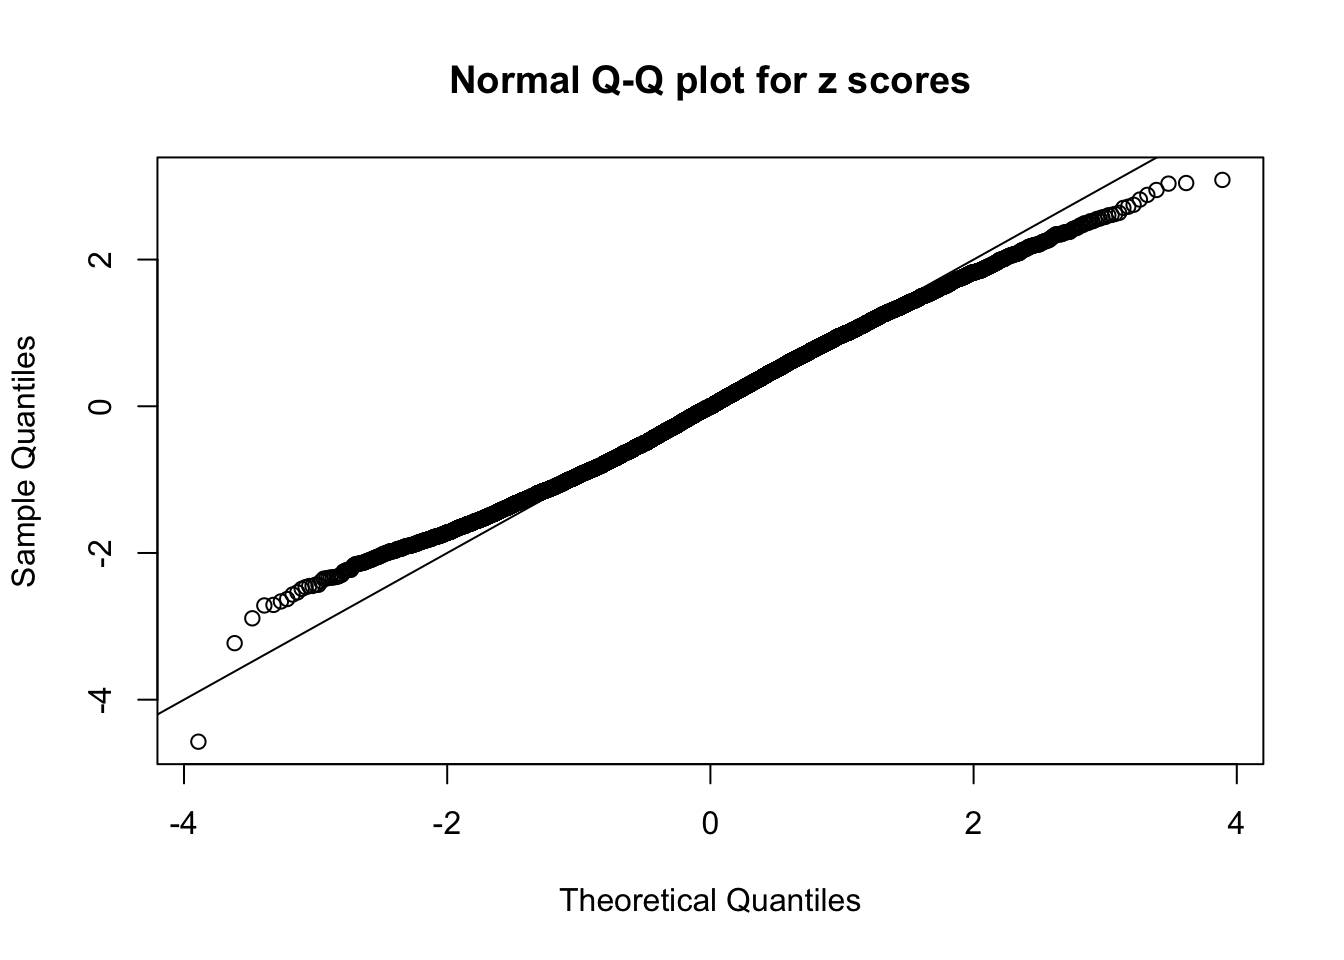 Normal Q-Q plot for z scores
Sample Quantiles
2
0
-2
-4
-4 -2 0 2 4
Theoretical Quantiles